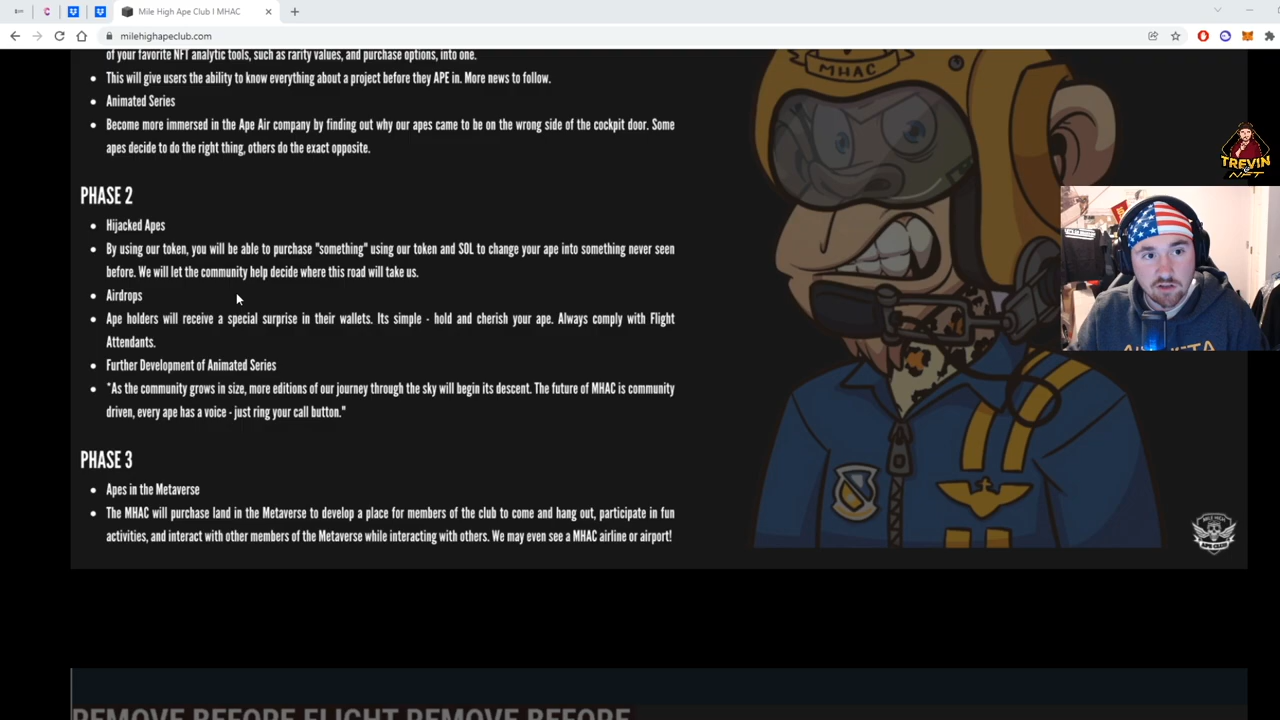 Mile High Ape Club I MHAC
milehighapeclub.com
of your favorite NFT analytic tools, such as rarity values, and purchase options, into one.
This will give users the ability to know everything about a project before they APE in. More news to follow.
Animated Series
Become more immersed in the Ape Air company by finding out why our apes came to be on the wrong side of the cockpit door. Some
apes decide to do the right thing, others do the exact opposite.
PHASE 2
Hijacked Apes
By using our token, you will be able to purchase "something" using our token and SOL to change your ape into something never seen
before. We will let the community help decide where this road will take us.
Airdrops
Ape holders will receive a special surprise in their wallets. Its simple - hold and cherish your ape. Always comply with Flight
Attendants.
Further Development of Animated Series
"As the community grows in size, more editions of our journey through the sky will begin its descent. The future of MHAC is community
driven, every ape has a voice - just ring your call button."
PHASE 3
Apes in the Metaverse
The MHAC will purchase land in the Metaverse to develop a place for members of the club to come and hang out, participate in fun
activities, and interact with other members of the Metaverse while interacting with others. We may even see a MHAC airline or airport!
MHAC
TREVIN
NFT
MILE HIGH
APE CLUB
REMOVE BEFORE FLIGHT REMOVE BEFORE